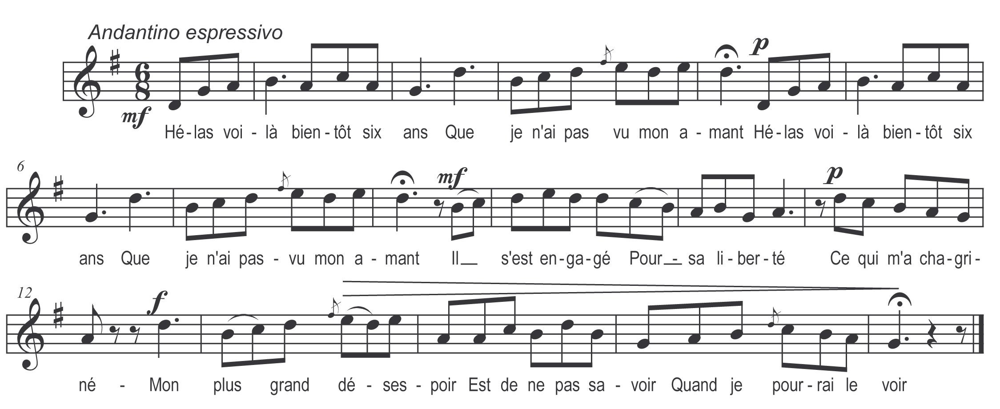 Andantino espressivo
6
8
p
mf
Hé-las voi - là bien-tôt six ans Que je n'ai pas vu mon a - mant Hé-las voi - là bien-tôt six
6
mf
p
ans Que je n'ai pas - vu mon a - mant Il s'est en-ga-gé Pour - sa li-ber-té Ce qui m'a cha-gri-
12
f
né - Mon plus grand dé - ses - poir Est de ne pas sa - voir Quand je pour-rai le voir